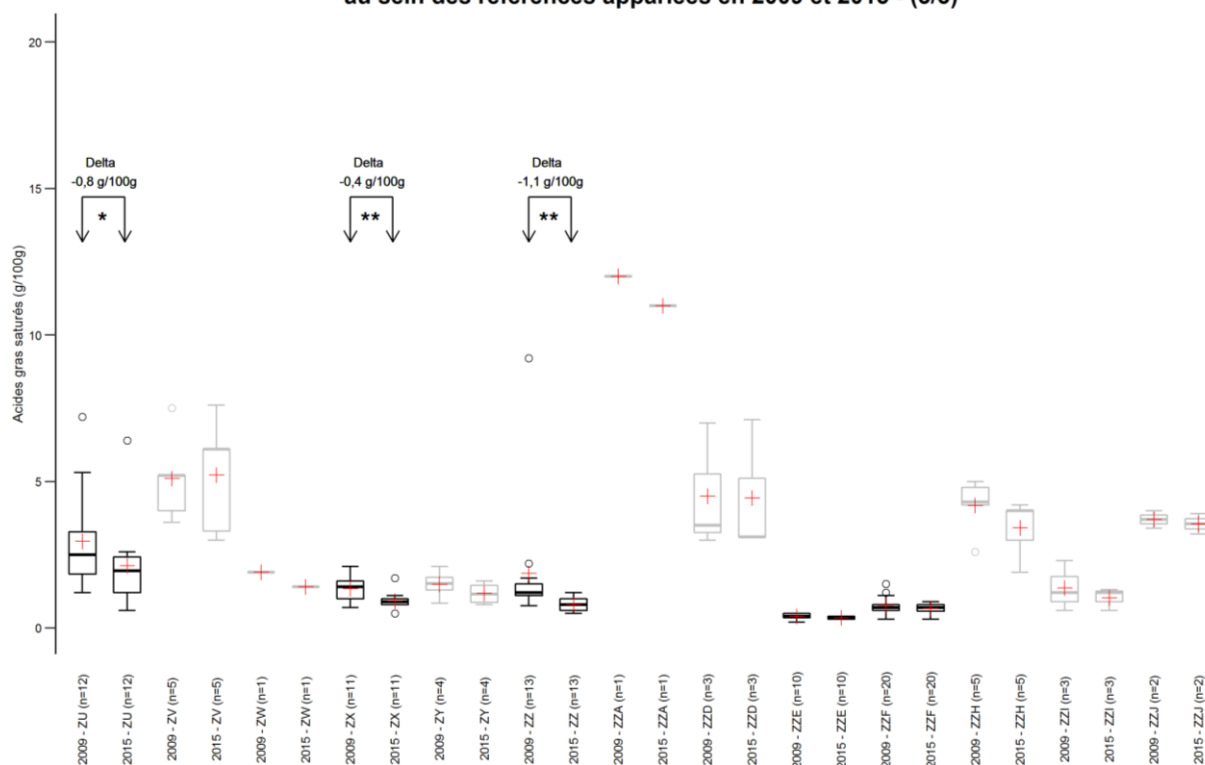 20
Delta
-0,8 g/100g
*
Delta
-0,4 g/100g
**
Delta
-1,1 g/100g
**
15
10
5
0
Acides gras saturés (g/100g)
2009 - ZU (n=12)
2015 - ZU (n=12)
2009 - ZV (n=5)
2015 - ZV (n=5)
2009 - ZW (n=1)
2015 - ZW (n=1)
2009 - ZX (n=11)
2015 - ZX (n=11)
2009 - ZY (n=4)
2015 - ZY (n=4)
2009 - ZZ (n=13)
2015 - ZZ (n=13)
2009 - ZZA (n=1)
2015 - ZZA (n=1)
2009 - ZZD (n=3)
2015 - ZZD (n=3)
2009 - ZZE (n=10)
2015 - ZZE (n=10)
2009 - ZZF (n=20)
2015 - ZZF (n=20)
2009 - ZZH (n=5)
2015 - ZZH (n=5)
2009 - ZZI (n=3)
2015 - ZZI (n=3)
2009 - ZZJ (n=2)
2015 - ZZJ (n=2)